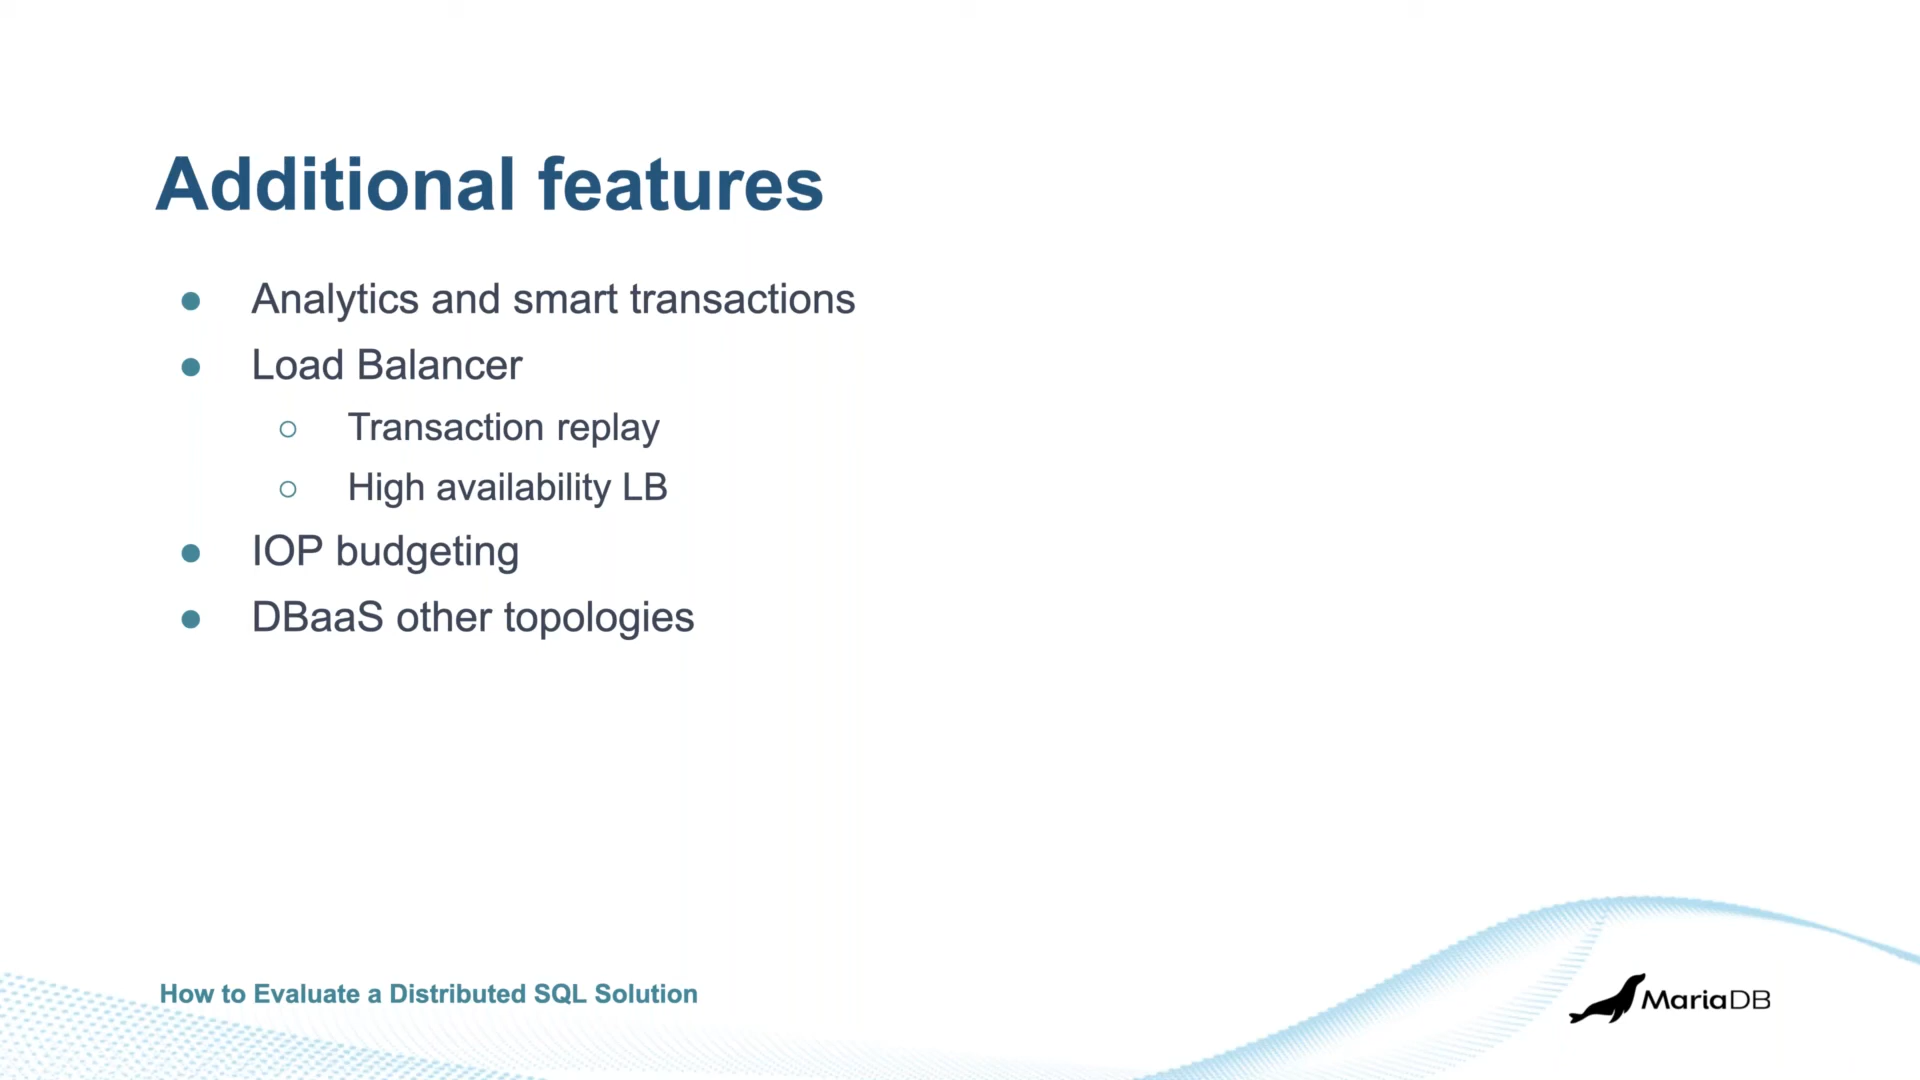 Additional features
● Analytics and smart transactions
● Load Balancer
○ Transaction replay
○ High availability LB
● IOP budgeting
● DBaaS other topologies
How to Evaluate a Distributed SQL Solution
MariaDB